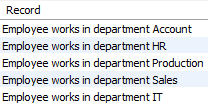 Record
Employee works in department Account
Employee works in department HR
Employee works in department Production
Employee works in department Sales
Employee works in department IT